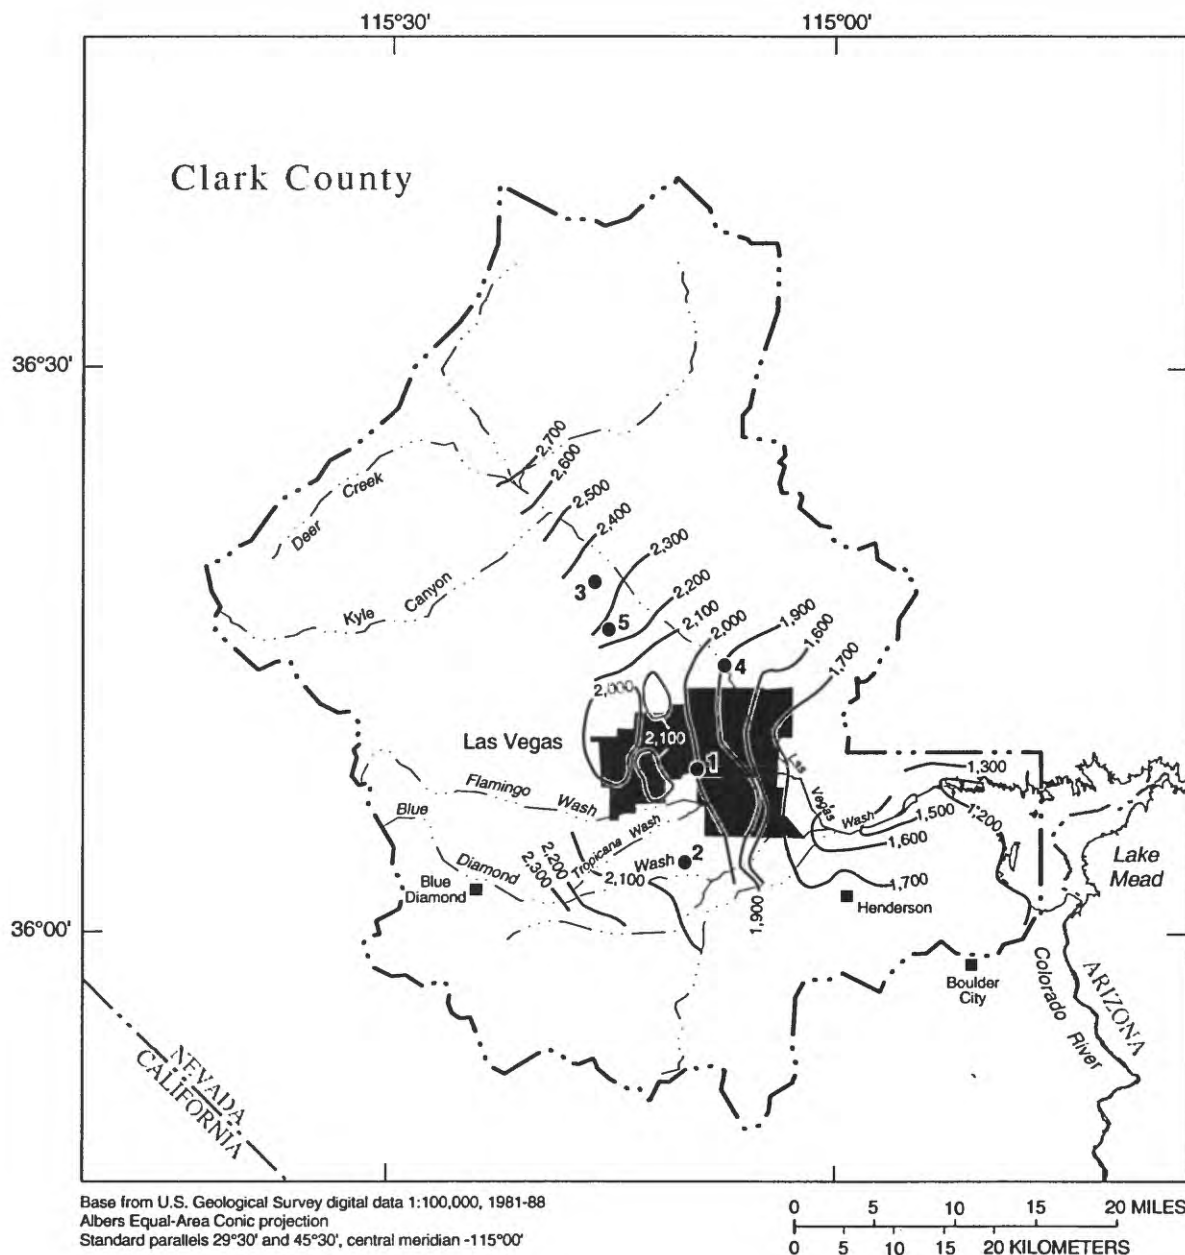 115°30'
115°00'
Clark County
36°30'
2,700
2,600
Deer
Creek
2,500
2,400
2,300
3
Kyle
Canyon
2,200
5
2,100
2,000
1,900
1,600
1,700
4
2,000
Las Vegas
2,100
1
Las
Vegas
Wash
1,300
Flamingo
Wash
Blue
Diamond
Wash
Tropicana
Wash
1,500
1,200
1,600
2
2,100
2,200
2,300
Blue
Diamond
1,700
1,900
Henderson
Lake
Mead
36°00'
Boulder
City
Colorado
River
ARIZONA
NEVADA
CALIFORNIA
Base from U.S. Geological Survey digital data 1:100,000, 1981-88
Albers Equal-Area Conic projection
Standard parallels 29°30' and 45°30', central meridian -115°00'
0 5 10 15 20 MILES
0 5 10 15 20 KILOMETERS